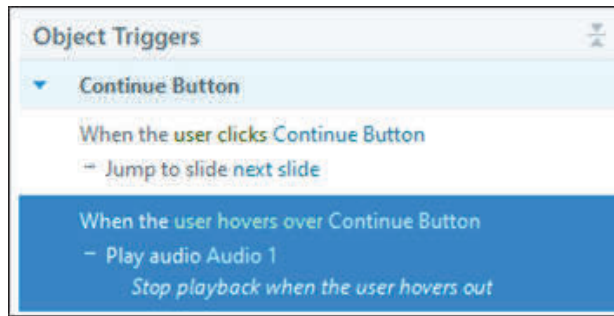 Object Triggers
Continue Button
When the user clicks Continue Button
– Jump to slide next slide
When the user hovers over Continue Button
– Play audio Audio 1
Stop playback when the user hovers out